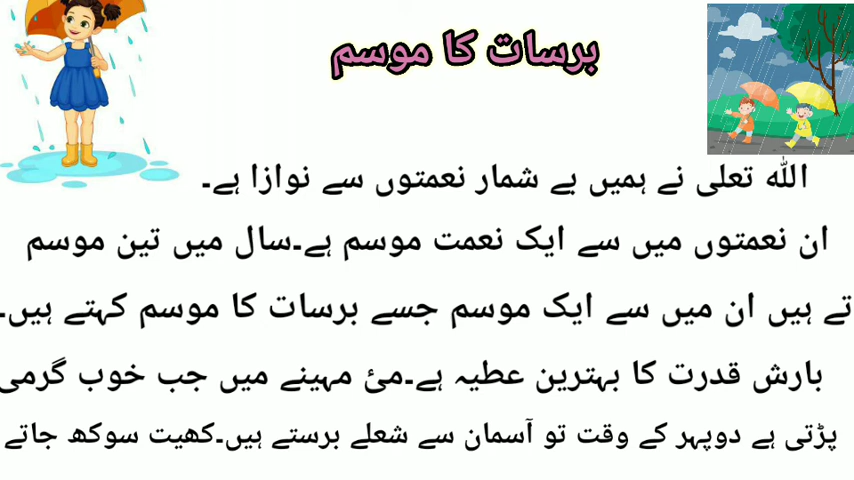 برسات کا موسم
اللہ تعلی نے ہمیں بے شمار نعمتوں سے نوازا ہے۔
ان نعمتوں میں سے ایک نعمت موسم ہے۔سال میں تین موسم
تے ہیں ان میں سے ایک موسم جسے برسات کا موسم کہتے ہیں۔
بارش قدرت کا بہترین عطیہ ہے۔مئ مہینے میں جب خوب گرمی
پڑتی ہے دوپہر کے وقت تو آسمان سے شعلے برستے ہیں۔کھیت سوکھ جاتے